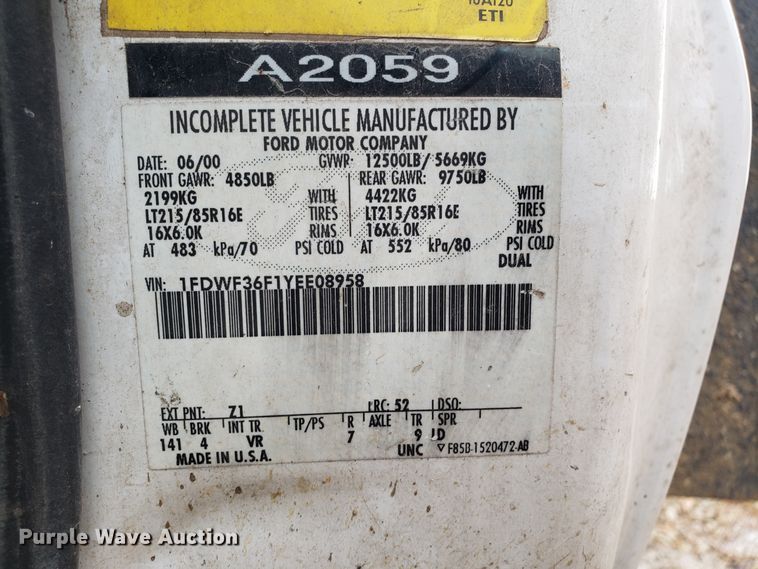 10A120
ETI
A2059
INCOMPLETE VEHICLE MANUFACTURED BY
FORD MOTOR COMPANY
DATE: 06/00 GVWR: 12500LB/ 5669KG
FRONT GAWR: 4850LB REAR GAWR: 9750LB
2199KG WITH 4422KG WITH
LT215/85R16E TIRES LT215/85R16E TIRES
16X6.0K RIMS 16X6.0K RIMS
AT 483 kPa/70 PSI COLD AT 552 kPa/80 PSI COLD
DUAL
VIN: 1FDWF36F1YEE08958
EXT PNT: Z1 RC: 52 DSO:
WB BRK INT TR TP/PS R AXLE TR SPR
141 4 VR 7 9 D
MADE IN U.S.A. UNC F85B-1520472-AB
Purple Wave Auction